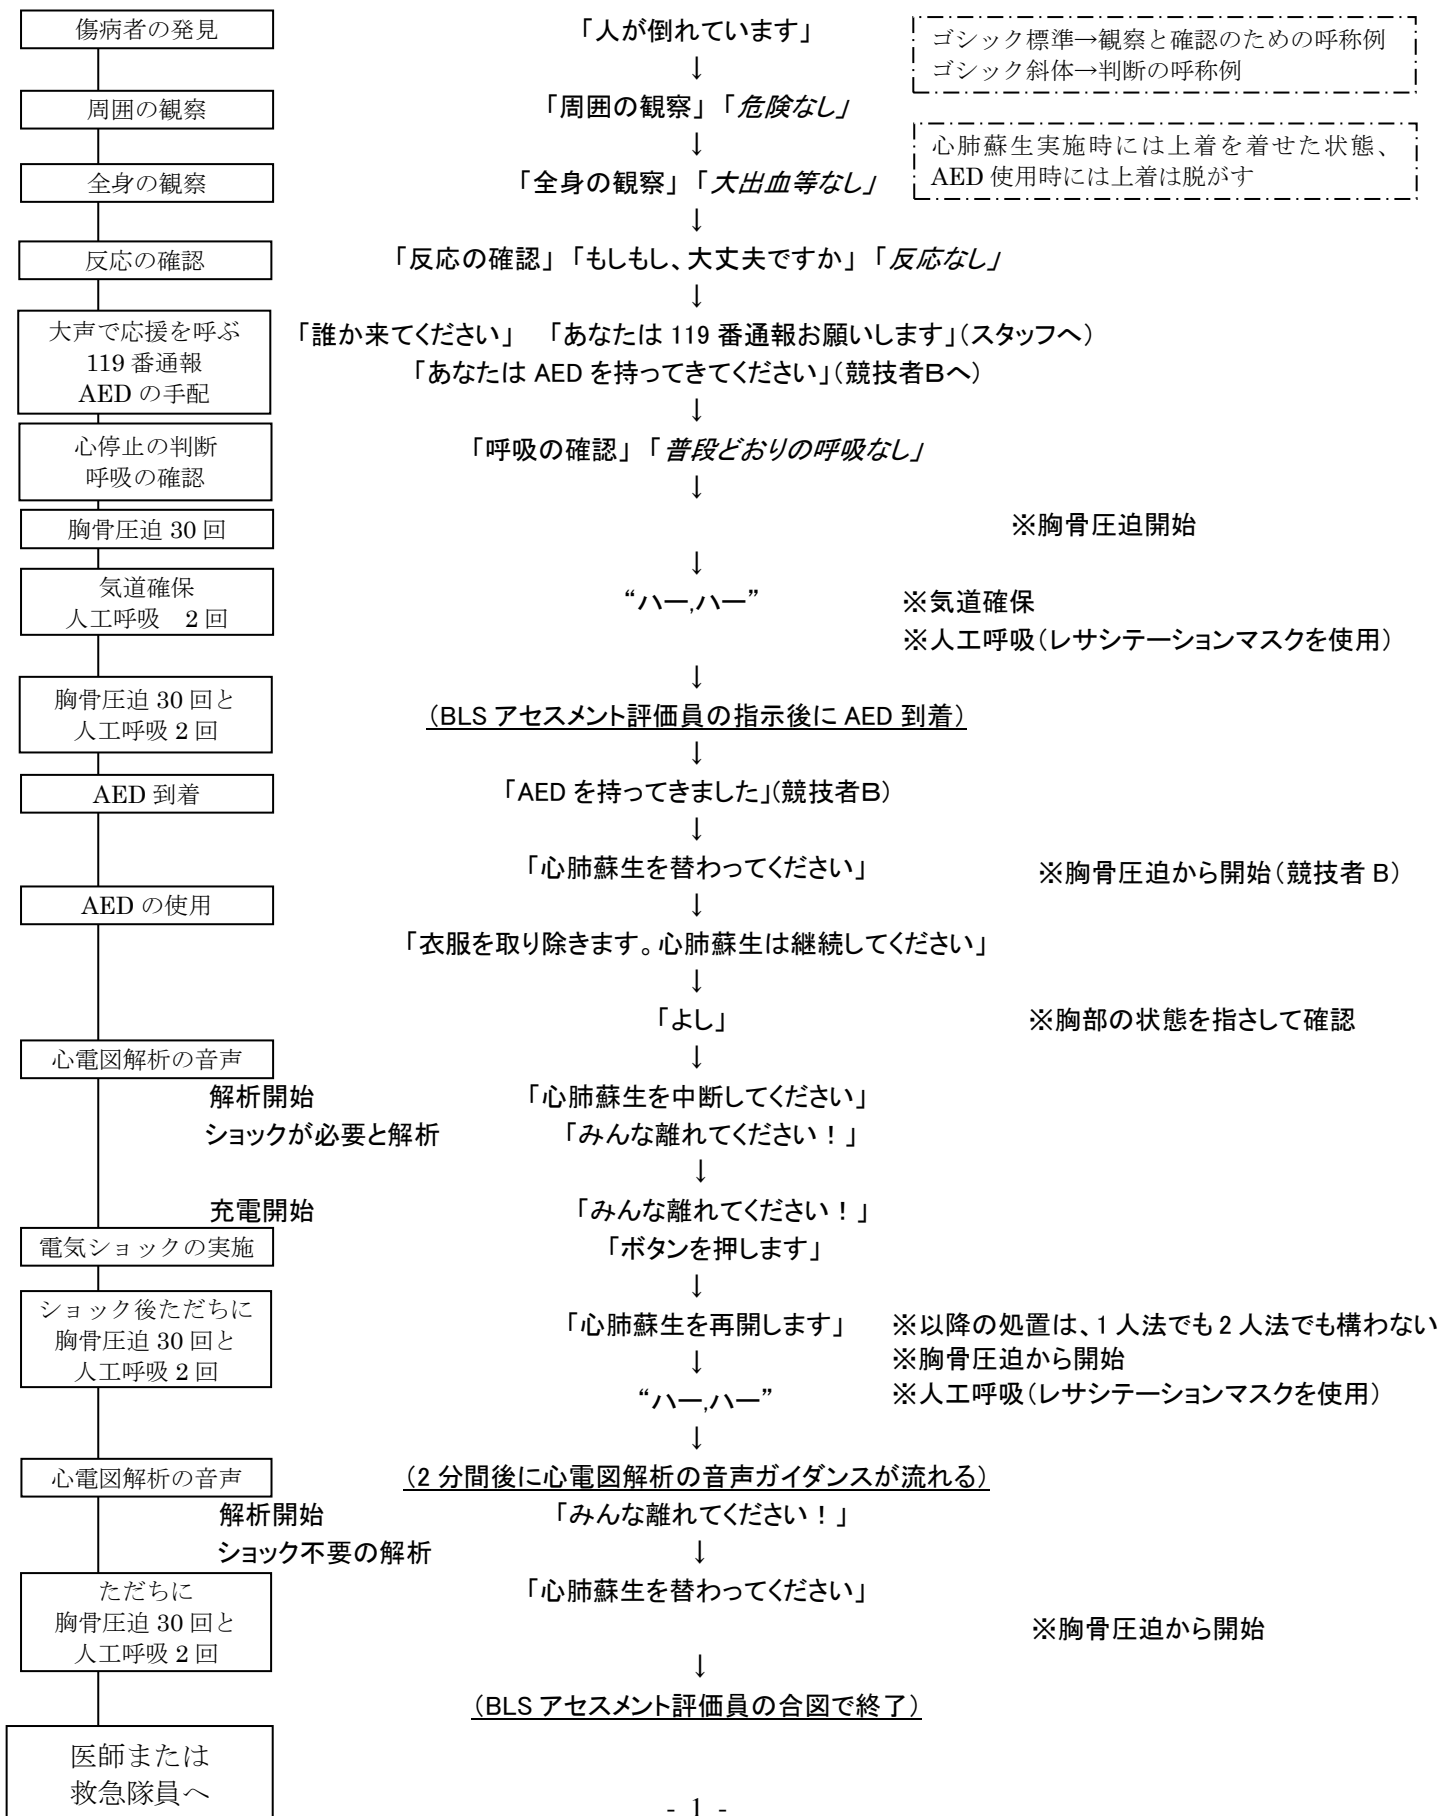 傷病者の発見
「人が倒れています」
ゴシック標準→観察と確認のための呼称例
ゴシック斜体→判断の呼称例
↓
周囲の観察
「周囲の観察」「危険なし」
心肺蘇生実施時には上着を着せた状態、
AED 使用時には上着は脱がす
↓
全身の観察
「全身の観察」「大出血等なし」
↓
反応の確認
「反応の確認」「もしもし、大丈夫ですか」「反応なし」
↓
大声で応援を呼ぶ
119 番通報
AED の手配
「誰か来てください」 「あなたは 119 番通報お願いします」(スタッフへ)
「あなたは AED を持ってきてください」(競技者Bへ)
↓
心停止の判断
呼吸の確認
「呼吸の確認」「普段どおりの呼吸なし」
↓
胸骨圧迫 30 回
※胸骨圧迫開始
↓
気道確保
人工呼吸 2 回
“ハー,ハー”
※気道確保
※人工呼吸(レサシテーションマスクを使用)
↓
胸骨圧迫 30 回と
人工呼吸 2 回
(BLS アセスメント評価員の指示後に AED 到着)
↓
AED 到着
「AED を持ってきました」(競技者B)
↓
「心肺蘇生を替わってください」
※胸骨圧迫から開始(競技者 B)
AED の使用
↓
「衣服を取り除きます。心肺蘇生は継続してください」
↓
「よし」
※胸部の状態を指さして確認
↓
心電図解析の音声
解析開始
「心肺蘇生を中断してください」
ショックが必要と解析
「みんな離れてください!」
↓
充電開始
「みんな離れてください!」
電気ショックの実施
「ボタンを押します」
↓
ショック後ただちに
胸骨圧迫 30 回と
人工呼吸 2 回
「心肺蘇生を再開します」
※以降の処置は、1 人法でも 2 人法でも構わない
↓
※胸骨圧迫から開始
“ハー,ハー”
※人工呼吸(レサシテーションマスクを使用)
↓
心電図解析の音声
(2 分間後に心電図解析の音声ガイダンスが流れる)
解析開始
「みんな離れてください!」
ショック不要の解析
↓
ただちに
胸骨圧迫 30 回と
人工呼吸 2 回
「心肺蘇生を替わってください」
※胸骨圧迫から開始
↓
(BLS アセスメント評価員の合図で終了)
医師または
救急隊員へ
- 1 -